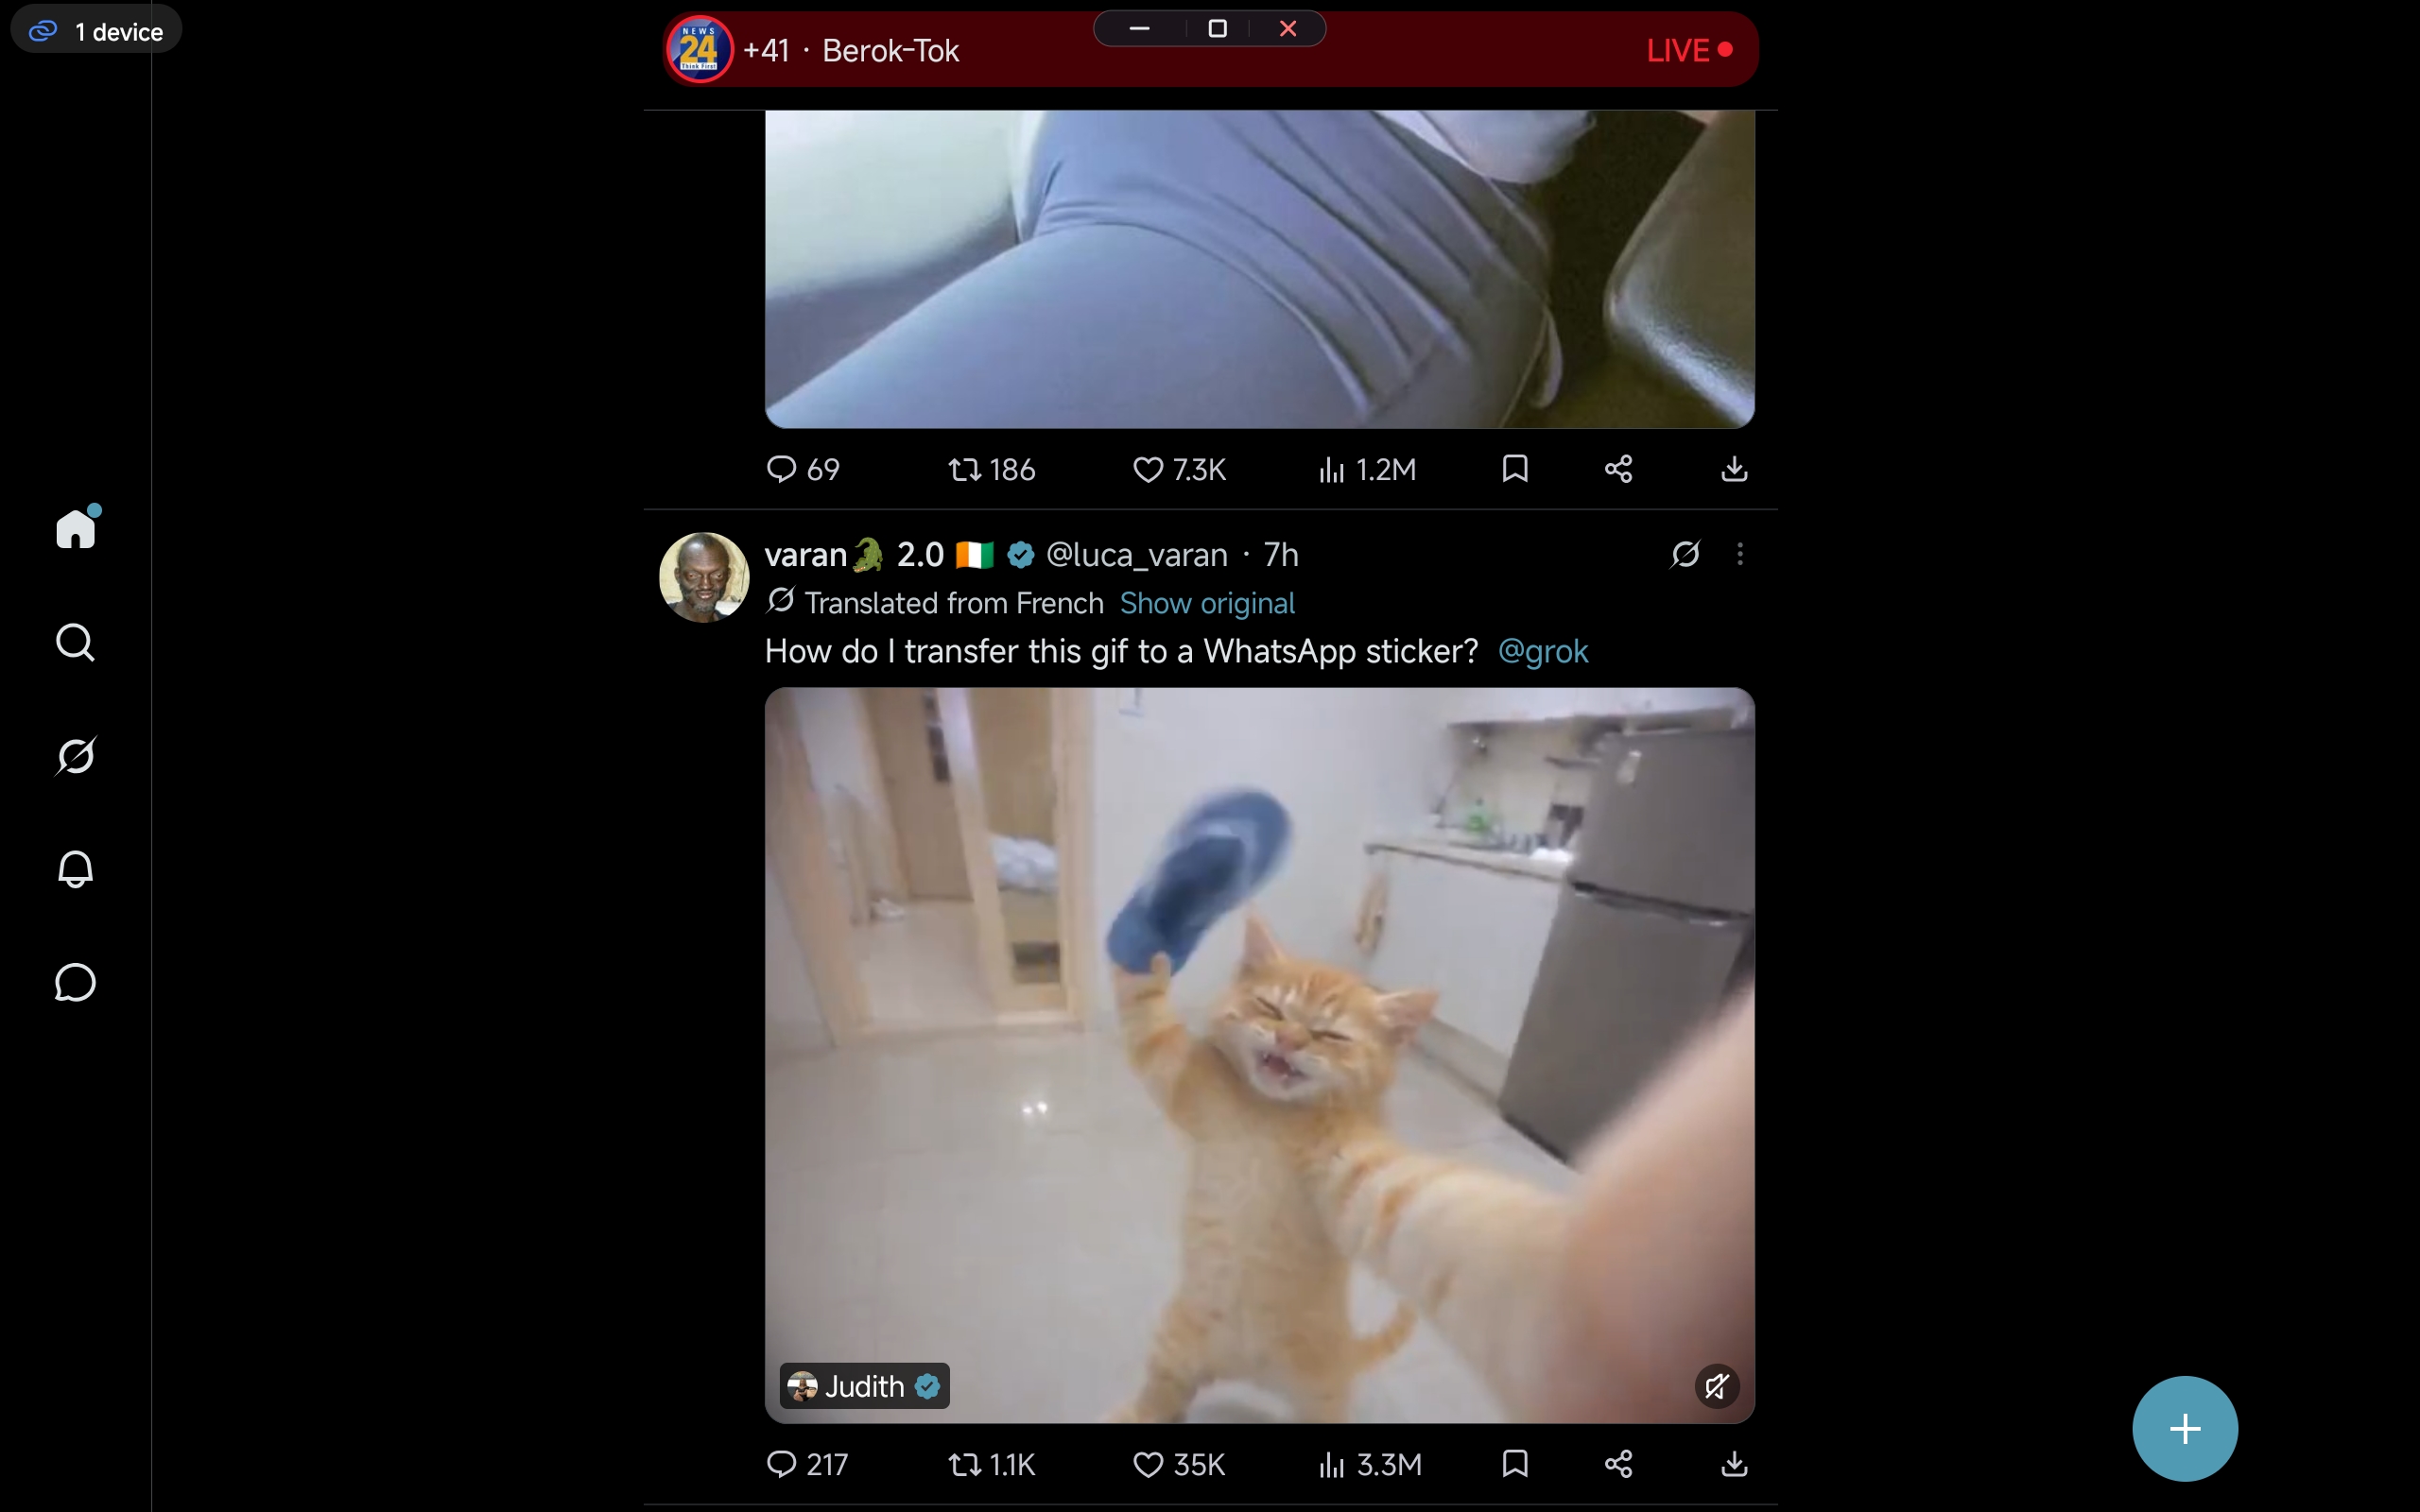 1 device
NEWS
24
Think First
+41 · Berok-Tok
LIVE
69
186
7.3K
1.2M
varan🐊 2.0 🇨🇮 @luca_varan · 7h
Translated from French Show original
How do I transfer this gif to a WhatsApp sticker? @grok
Judith
217
1.1K
35K
3.3M